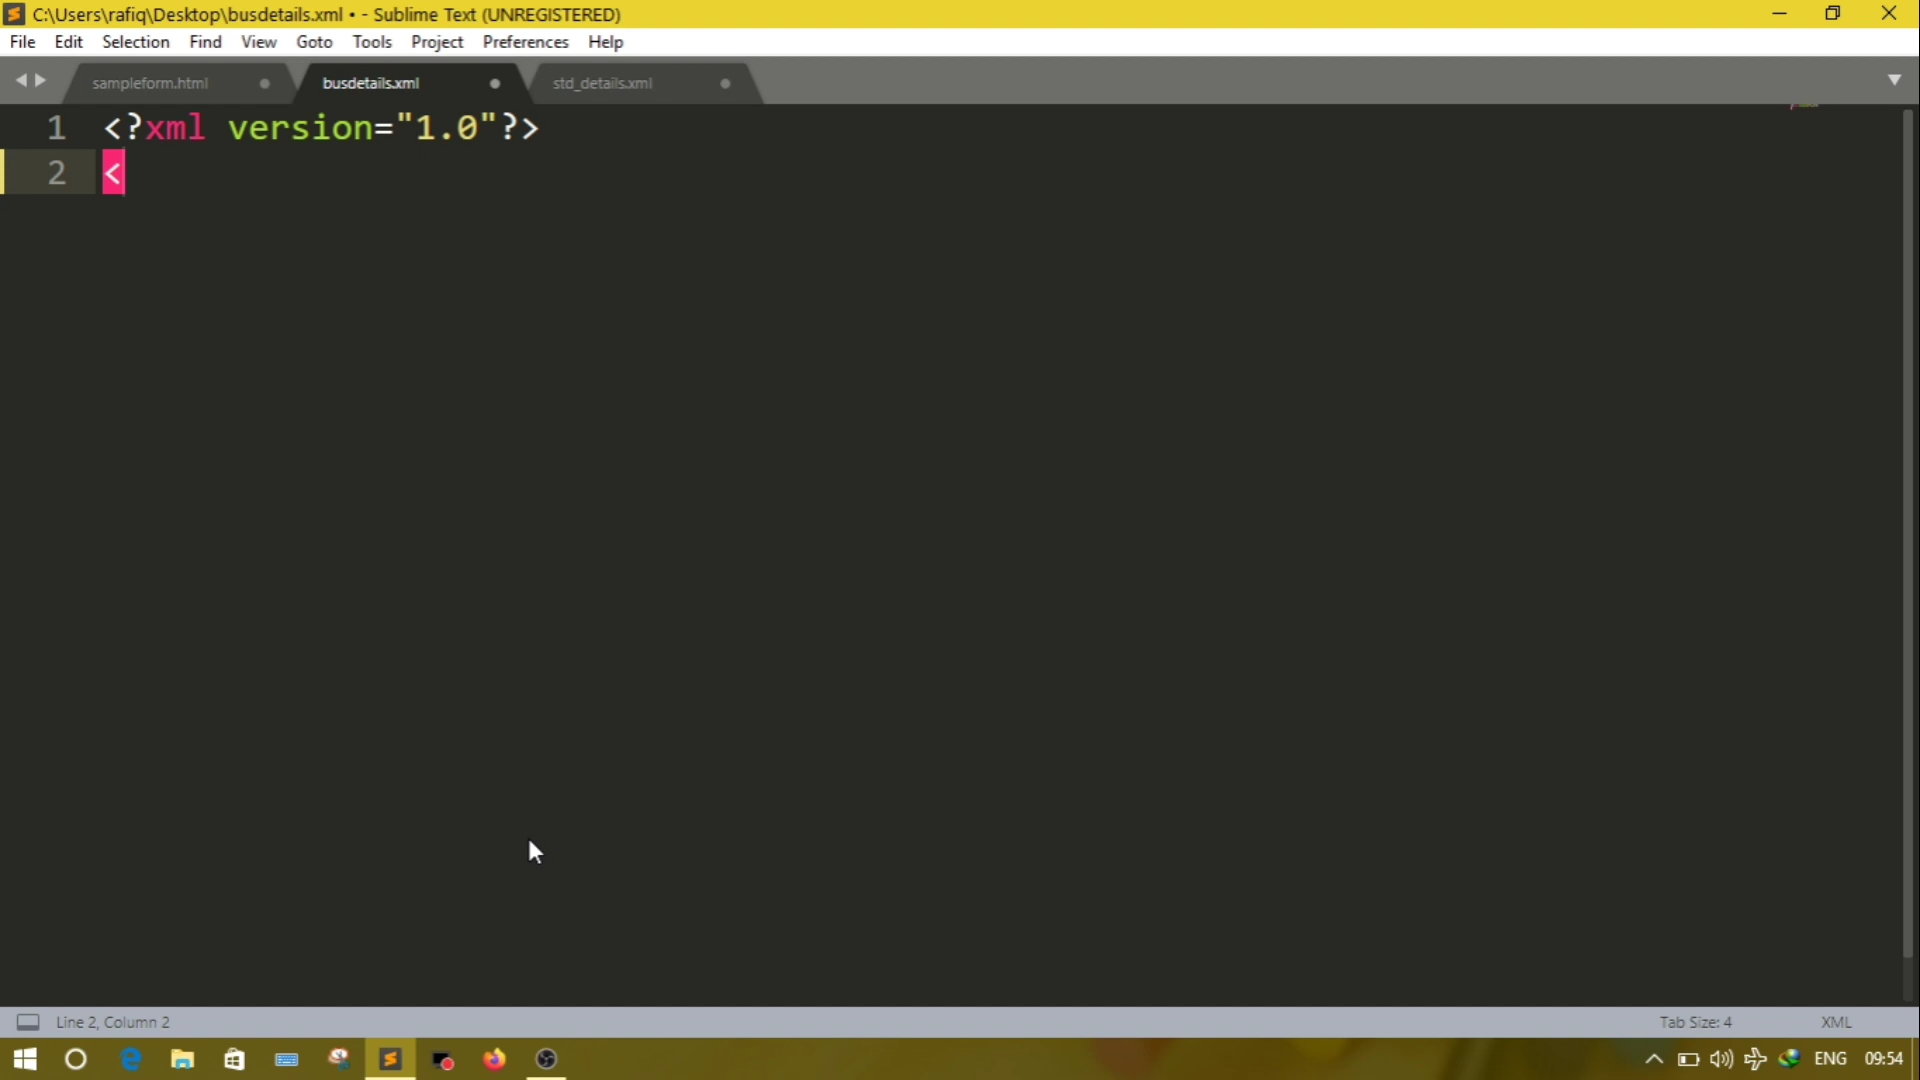 C:\Users\rafiq\Desktop\busdetails.xml • - Sublime Text (UNREGISTERED)
File Edit Selection Find View Goto Tools Project Preferences Help
sampleform.html busdetails.xml std_details.xml
1 <?xml version="1.0"?>
2 <
Line 2, Column 2 Tab Size: 4 XML
ENG 09:54